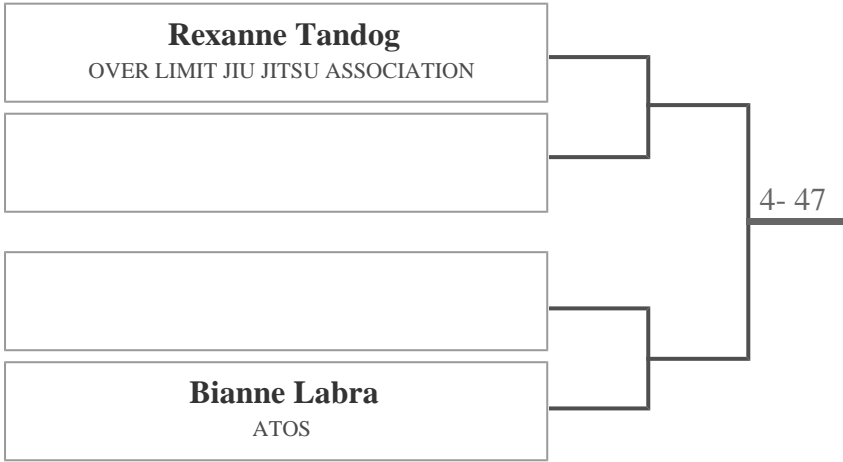 Rexanne Tandog
OVER LIMIT JIU JITSU ASSOCIATION
4- 47
Bianne Labra
ATOS